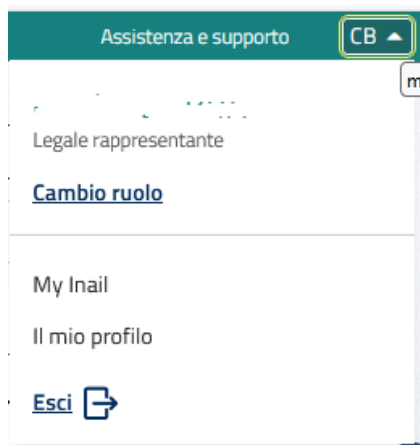 Assistenza e supporto
CB
m
Legale rappresentante
Cambio ruolo
My Inail
Il mio profilo
Esci